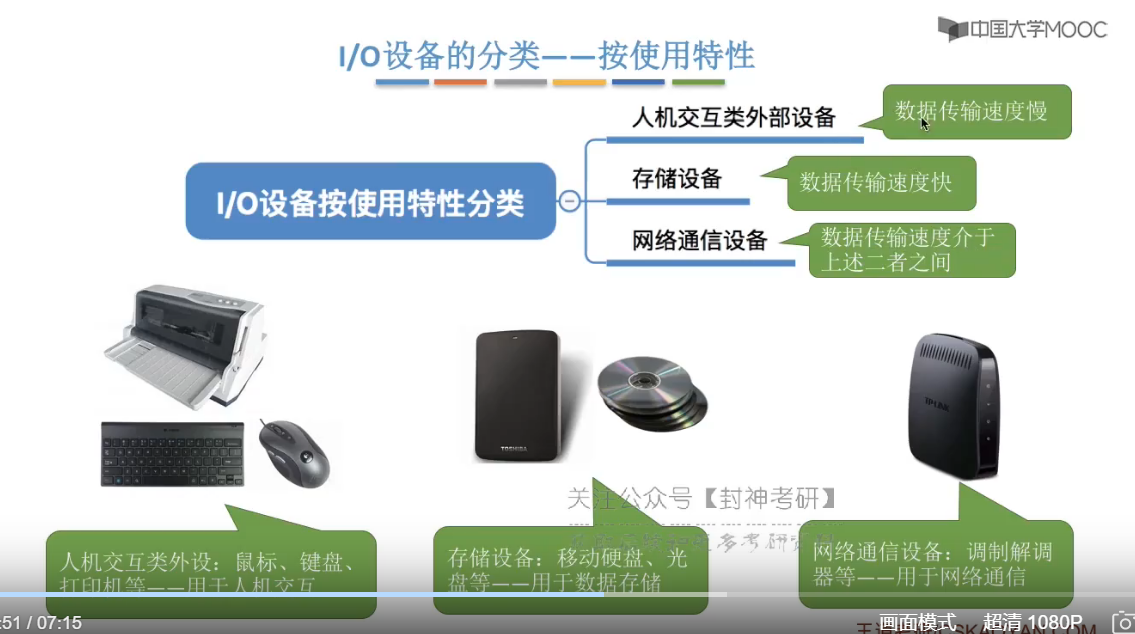 中国大学MOOC
I/O设备的分类——按使用特性
人机交互类外部设备
数据传输速度慢
I/O设备按使用特性分类
存储设备
数据传输速度快
网络通信设备
数据传输速度介于
上述二者之间
TOSHIBA
TP-LINK
关注公众号【封神考研】
人机交互类外设：鼠标、键盘、
打印机等——用于人机交互
存储设备：移动硬盘、光
盘等——用于数据存储
网络通信设备：调制解调
器等——用于网络通信
:51 / 07:15
画面模式
超清 1080P